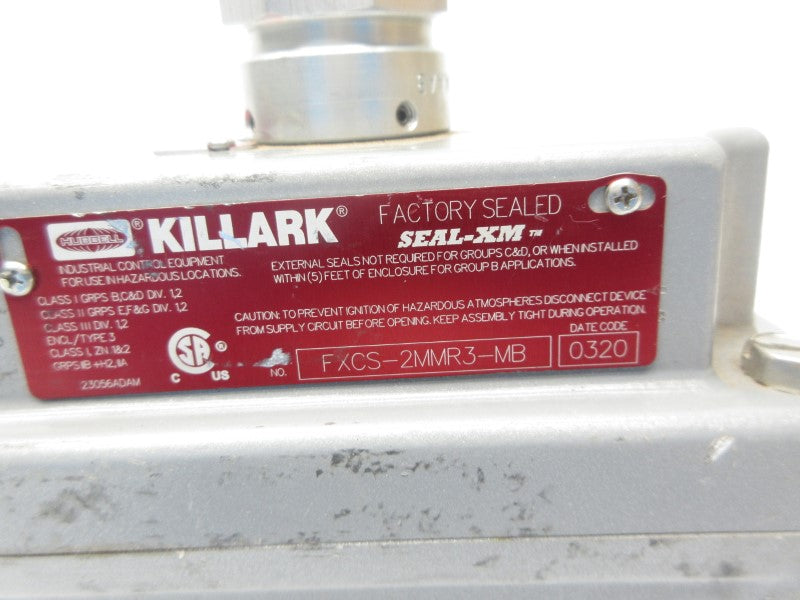 HUBBELL ® KILLARK® FACTORY SEALED
SEAL-XM™
INDUSTRIAL CONTROL EQUIPMENT
FOR USE IN HAZARDOUS LOCATIONS.
EXTERNAL SEALS NOT REQUIRED FOR GROUPS C&D, OR WHEN INSTALLED
WITHIN (5) FEET OF ENCLOSURE FOR GROUP B APPLICATIONS.
CLASS I GRPS B,C&D DIV. 1,2
CLASS II GRPS E,F&G DIV. 1,2
CLASS III DIV. 1,2
ENCL/TYPE 3
CLASS I, ZN 1&2
GRPS IIB +H2, IIA
23056ADAM
CAUTION: TO PREVENT IGNITION OF HAZARDOUS ATMOSPHERES DISCONNECT DEVICE
FROM SUPPLY CIRCUIT BEFORE OPENING. KEEP ASSEMBLY TIGHT DURING OPERATION.
SA ®
C US
NO. FXCS-2MMR3-MB
DATE CODE
0320